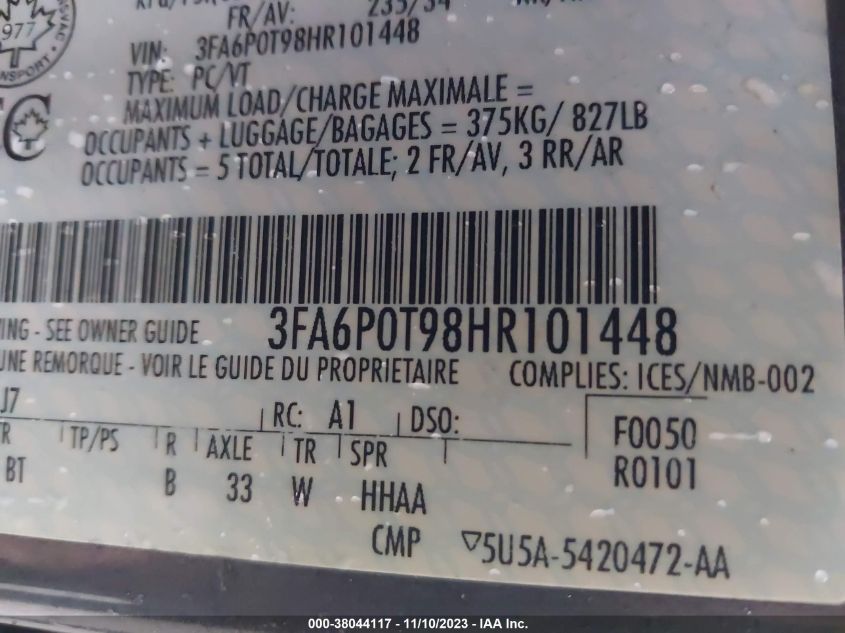 FR/AV: 235/
1977
VIN: 3FA6P0T98HR101448
TYPE: PC/VT
MAXIMUM LOAD/CHARGE MAXIMALE =
OCCUPANTS + LUGGAGE/BAGAGES = 375KG/ 827LB
OCCUPANTS = 5 TOTAL/TOTALE; 2 FR/AV, 3 RR/AR
3FA6P0T98HR101448
- SEE OWNER GUIDE
UNE REMORQUE - VOIR LE GUIDE DU PROPRIETAIRE
COMPLIES: ICES/NMB-002
J7
RC: A1 DSO:
TP/PS R AXLE TR SPR
F0050
R0101
BT B 33 W HHAA
CMP ▽5U5A-5420472-AA
000-38044117 - 11/10/2023 - IAA Inc.